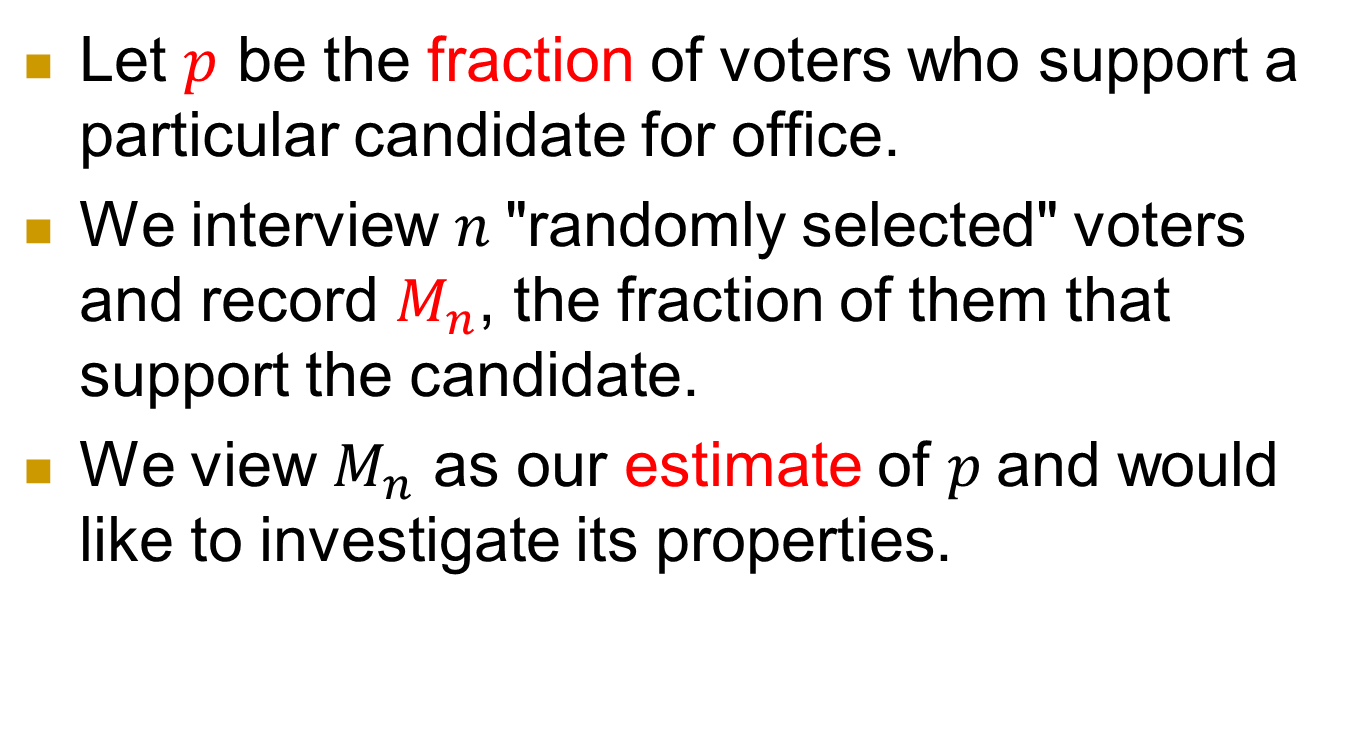 Let p be the fraction of voters who support a
particular candidate for office.
We interview n "randomly selected" voters
and record Mₙ, the fraction of them that
support the candidate.
We view Mₙ as our estimate of p and would
like to investigate its properties.